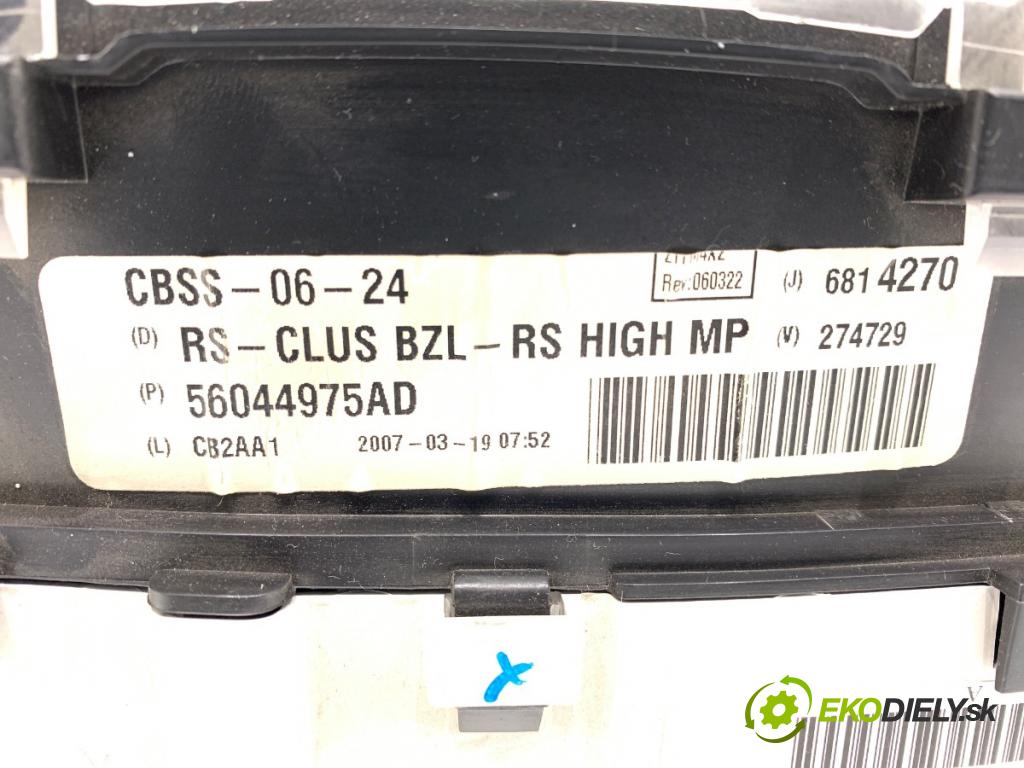 CBSS-06-24
Rev:060322
(J) 6814270
(D) RS-CLUS BZL-RS HIGH MP
(V) 274729
(P) 56044975AD
(L) CB2AA1 2007-03-19 07:52
V
EKODIELY.sk